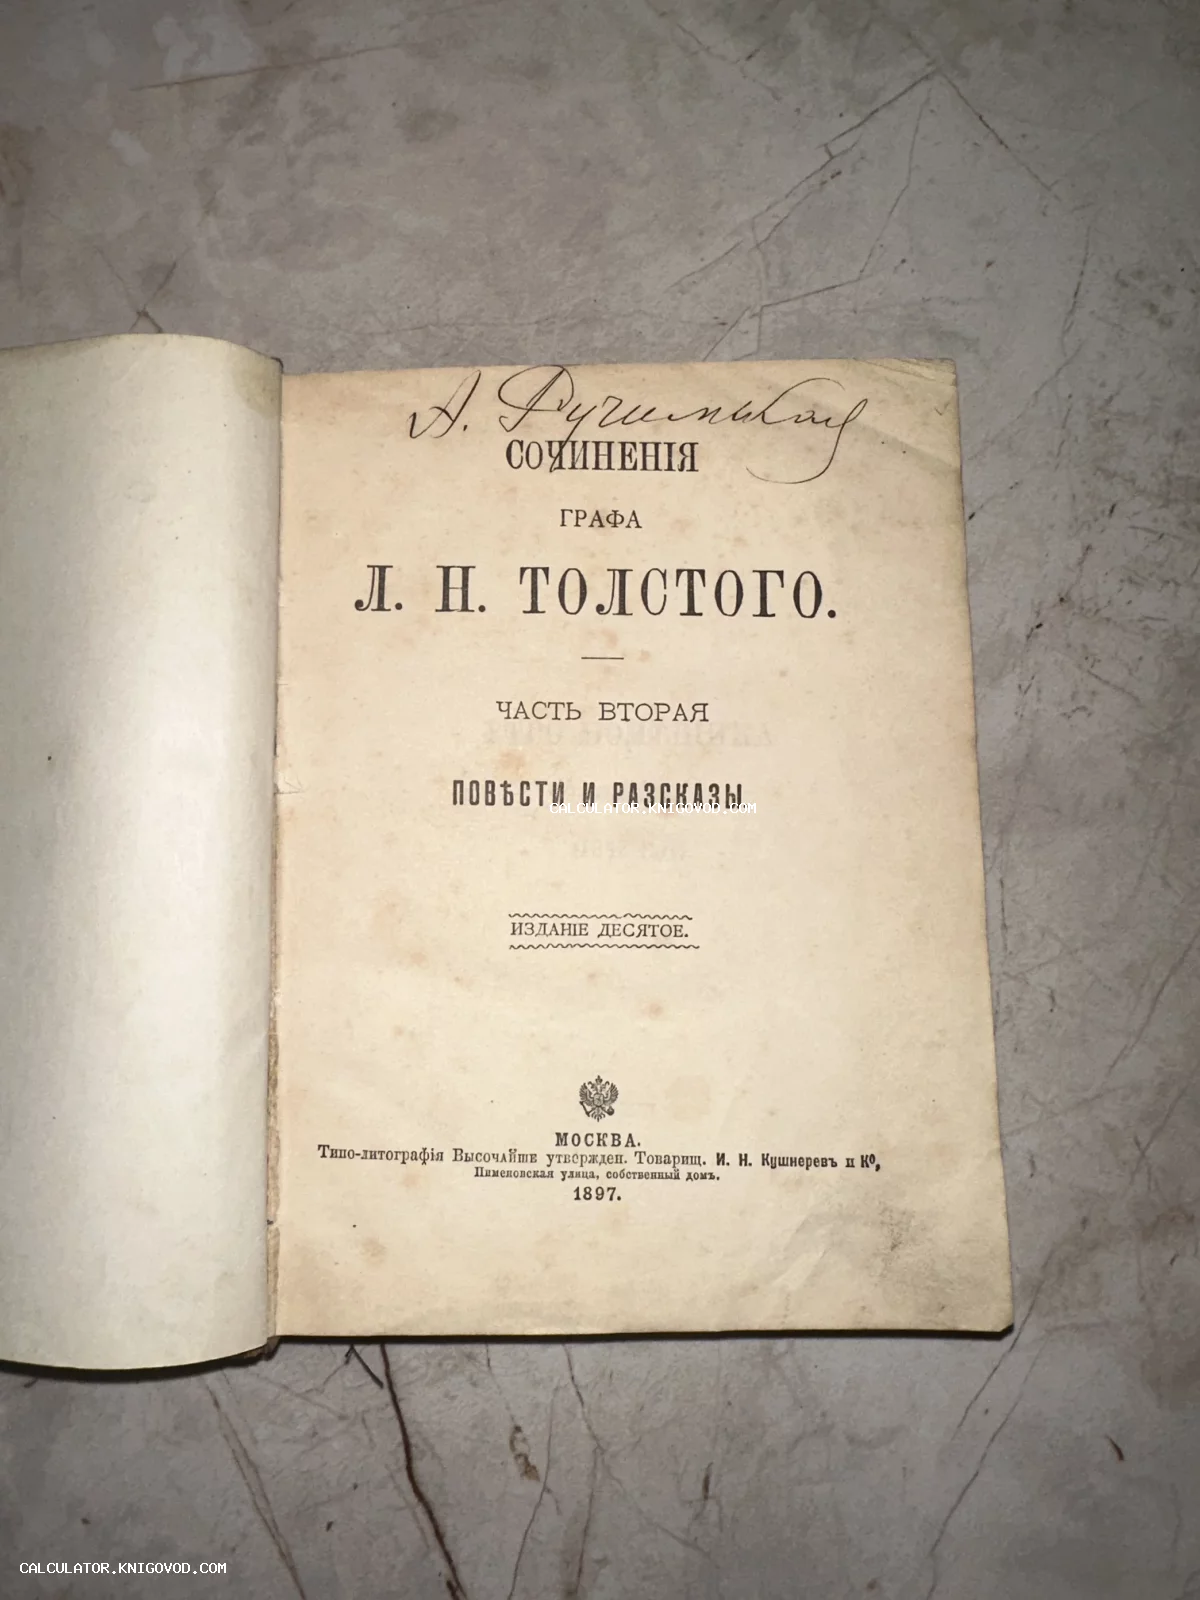 А.
СОЧИНЕНІЯ
ГРАФА
Л. Н. ТОЛСТОГО.
ЧАСТЬ ВТОРАЯ
ПОВѢСТИ И РАЗСКАЗЫ
CALCULATOR.KNIGOVOD.COM
ИЗДАНІЕ ДЕСЯТОЕ.
МОСКВА.
Типо-литографія Высочайше утвержден. Товарищ. И. Н. Кушнеревъ и Ко,
Пименовская улица, собственный домъ.
1897.
CALCULATOR.KNIGOVOD.COM